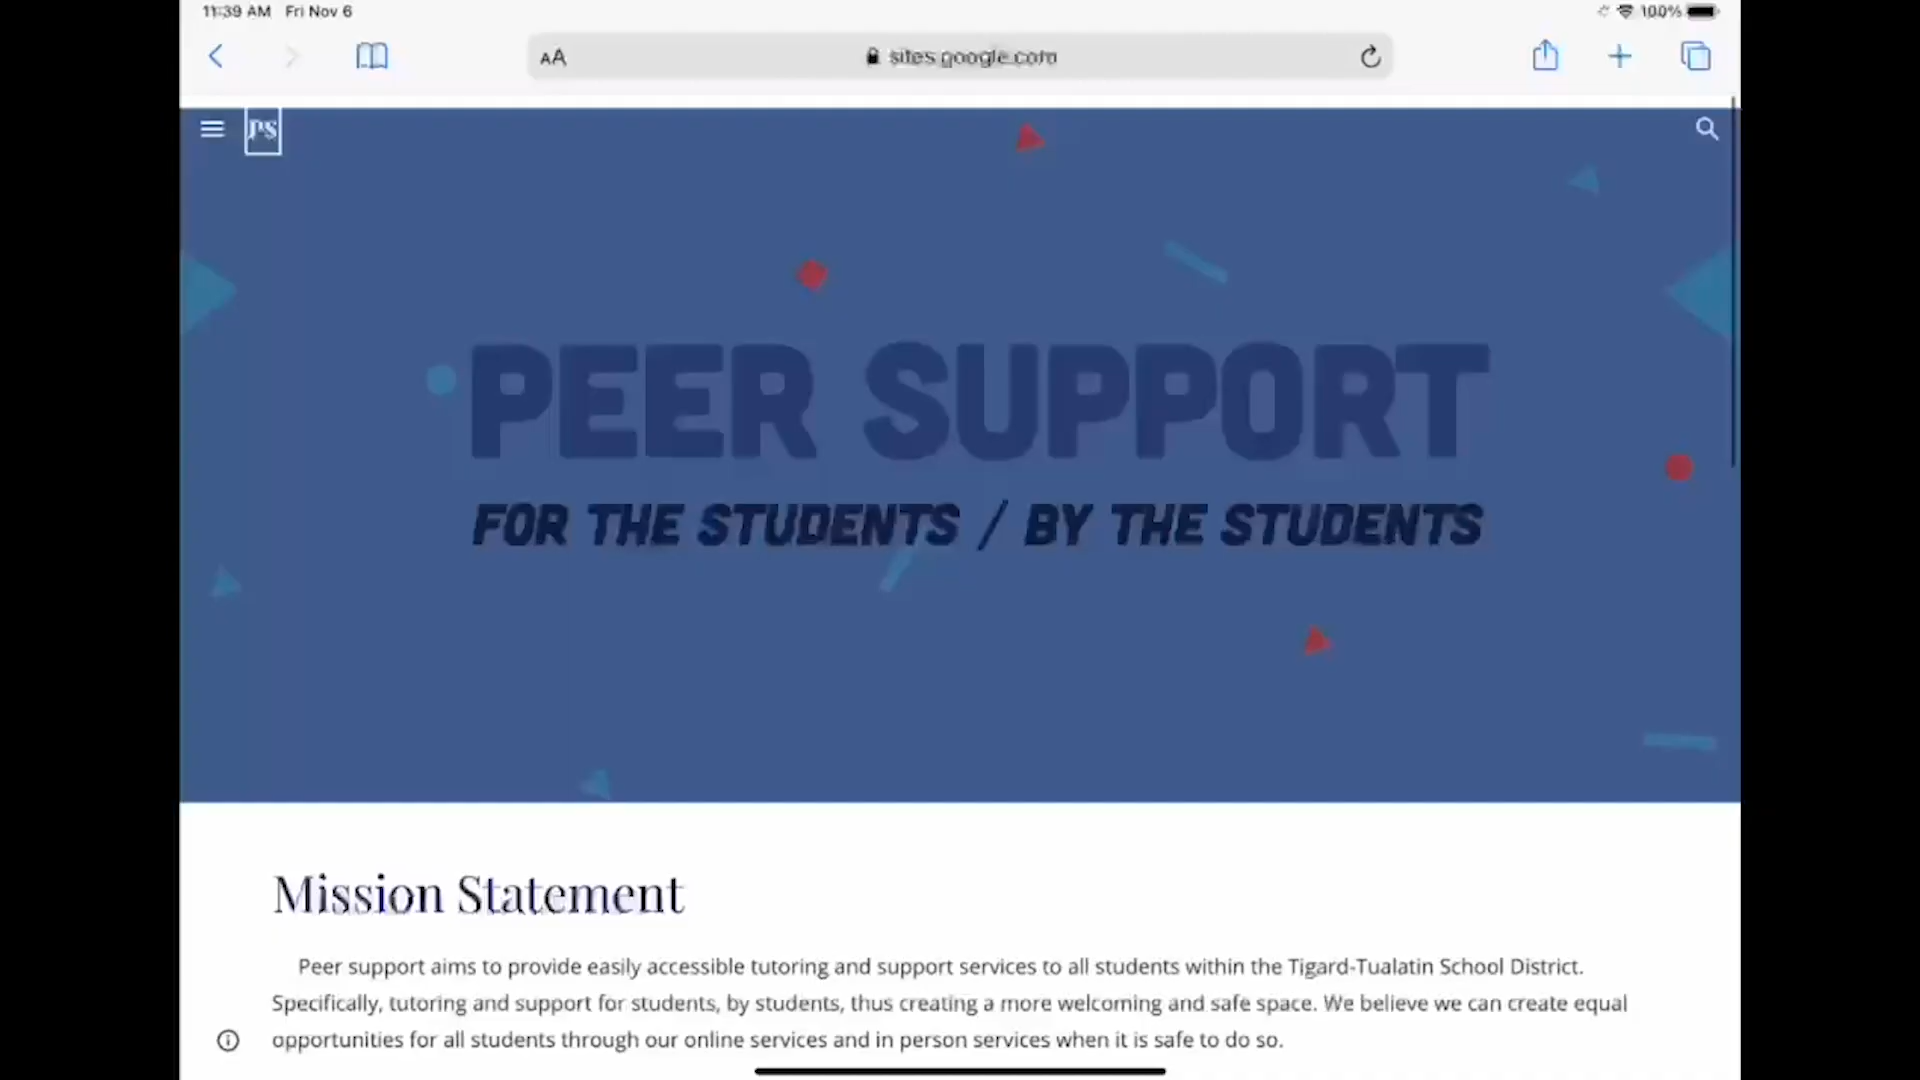 11:39 AM Fri Nov 6
100%
AA
sites.google.com
PS
PEER SUPPORT
FOR THE STUDENTS / BY THE STUDENTS
Mission Statement
Peer support aims to provide easily accessible tutoring and support services to all students within the Tigard-Tualatin School District.
Specifically, tutoring and support for students, by students, thus creating a more welcoming and safe space. We believe we can create equal
opportunities for all students through our online services and in person services when it is safe to do so.